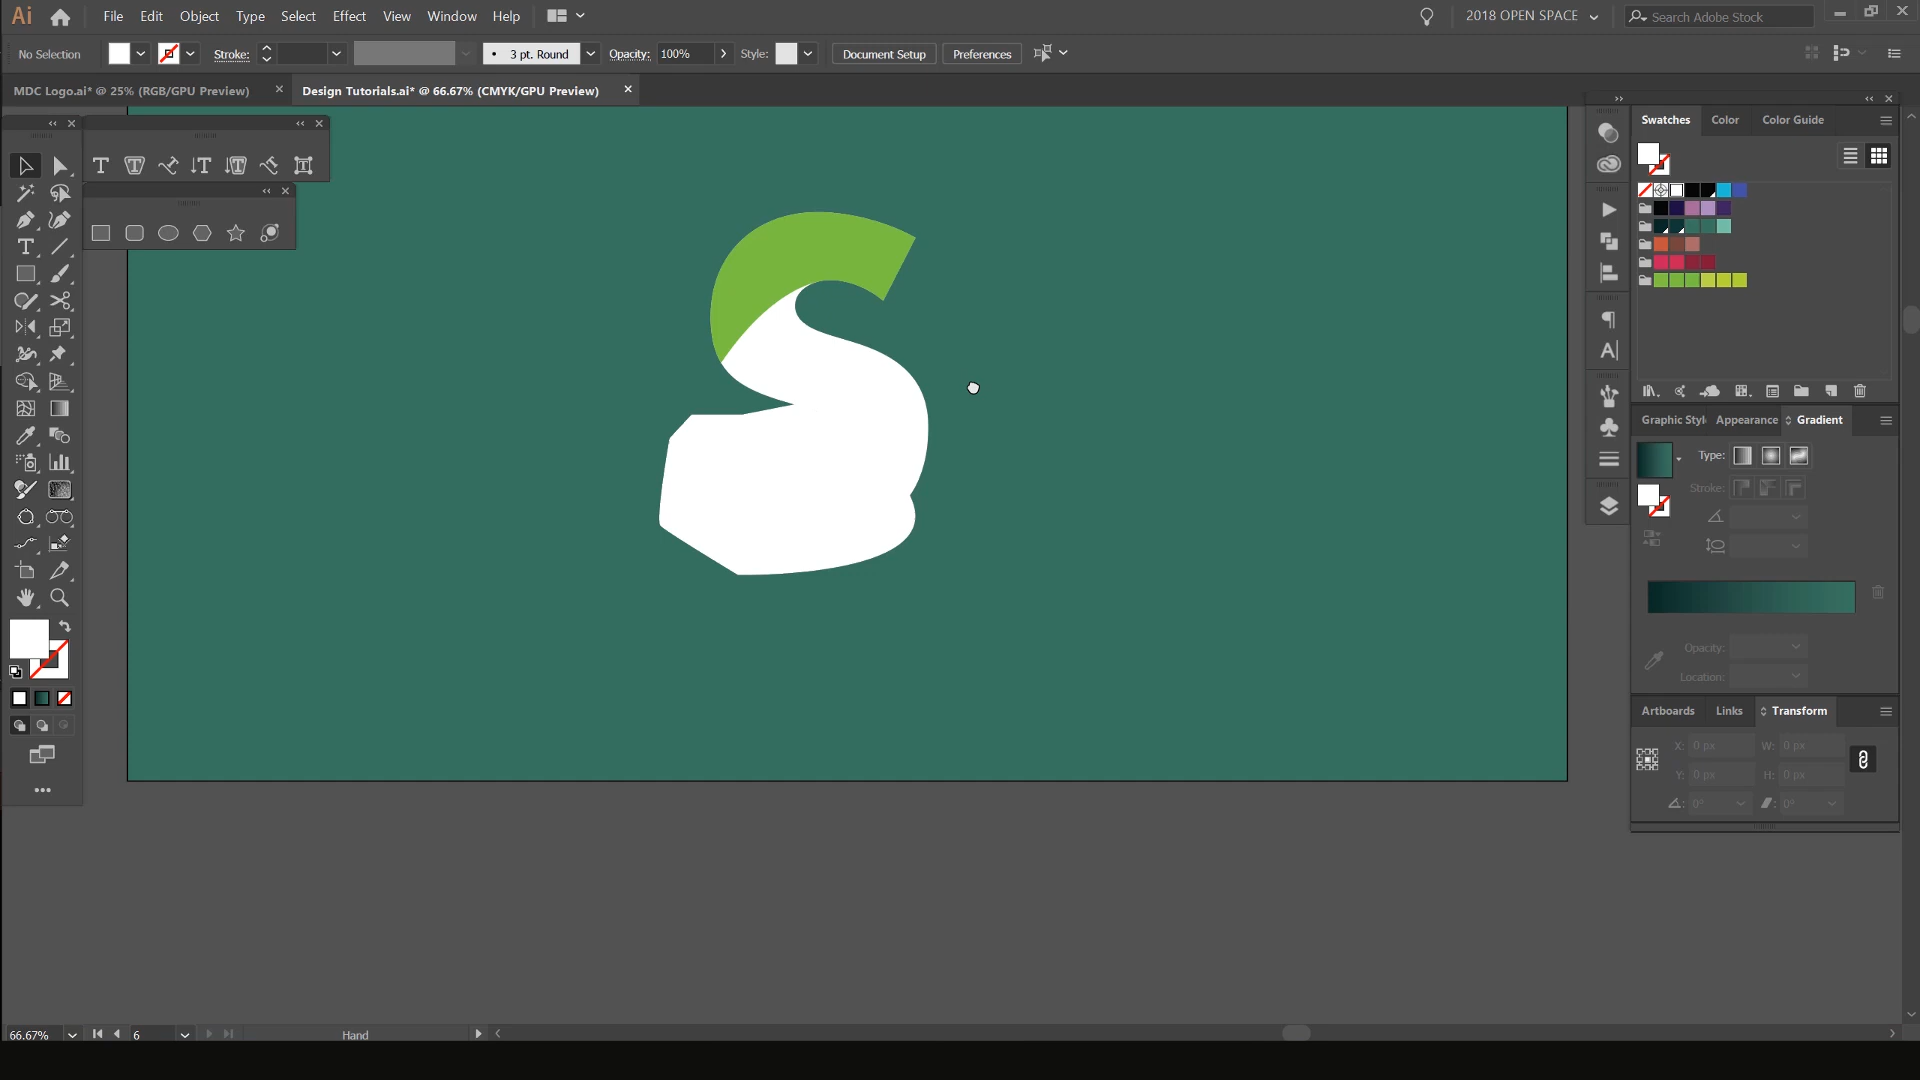 Ai File Edit Object Type Select Effect View Window Help 2018 OPEN SPACE Search Adobe Stock
No Selection Stroke: 3 pt. Round Opacity: 100% Style: Document Setup Preferences
MDC Logo.ai* @ 25% (RGB/GPU Preview) Design Tutorials.ai* @ 66.67% (CMYK/GPU Preview)
Swatches Color Color Guide
Graphic Styl Appearance Gradient
Type:
Stroke:
Opacity:
Location:
Artboards Links Transform
X: 0 px W: 0 px
Y: 0 px H: 0 px
0° 0°
66.67% 6 Hand